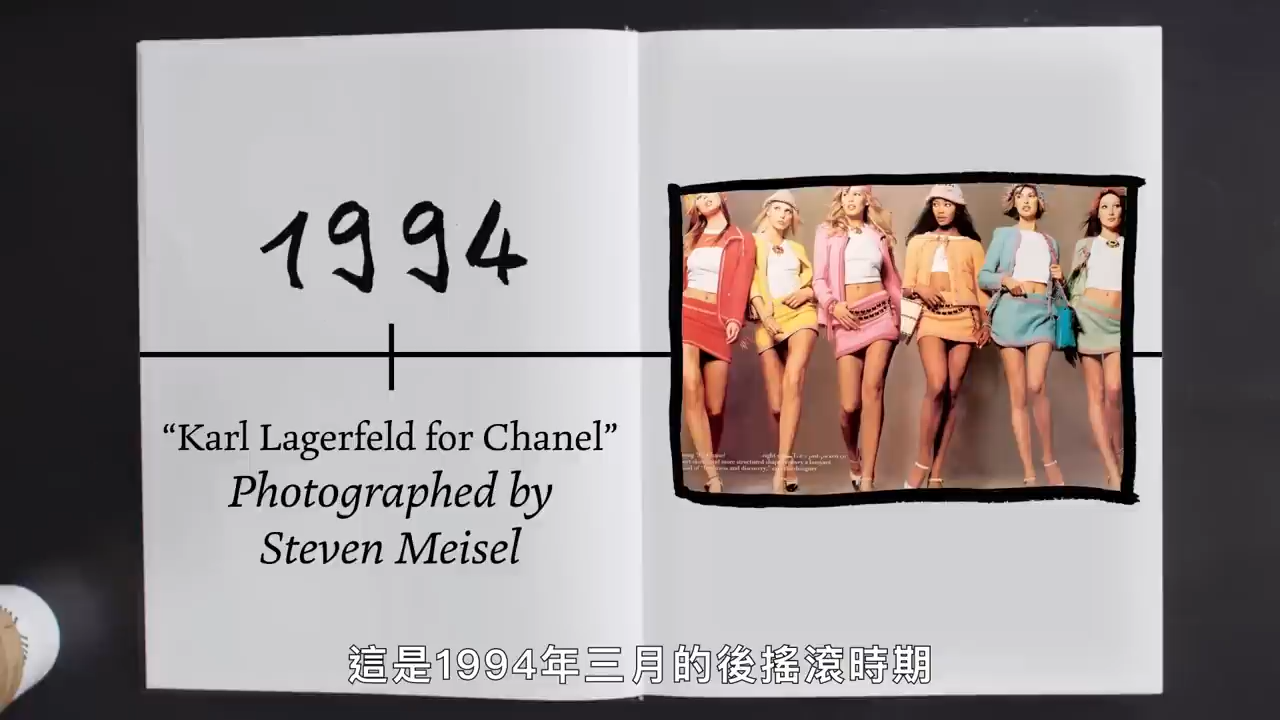 1994
“Karl Lagerfeld for Chanel”
Photographed by
Steven Meisel
這是1994年三月的後搖滾時期